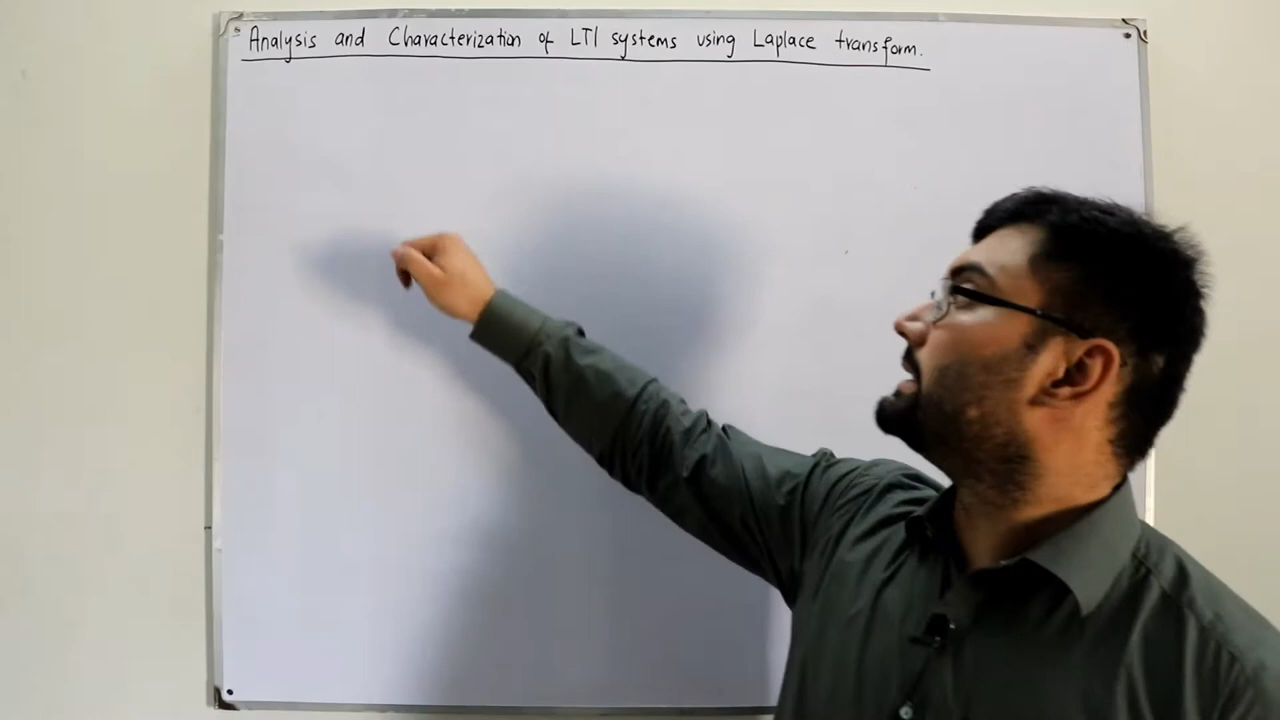 Analysis and Characterization of LTI systems using Laplace transform.